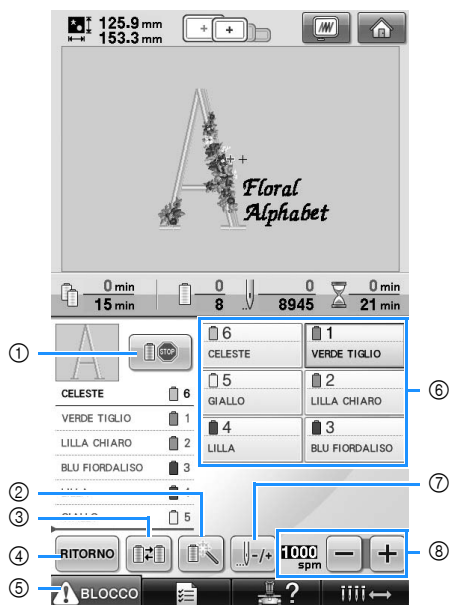 125.9 mm
153.3 mm
Floral
Alphabet
0 min
15 min
0
8
0
8945
0 min
21 min
①
STOP
CELESTE 6
VERDE TIGLIO 1
LILLA CHIARO 2
BLU FIORDALISO 3
GIALLO 5
6
CELESTE
1
VERDE TIGLIO
5
GIALLO
2
LILLA CHIARO
4
LILLA
3
BLU FIORDALISO
⑥
②
③
④
⑤
⑦
⑧
RITORNO
-/+
1000
spm
− +
BLOCCO
?